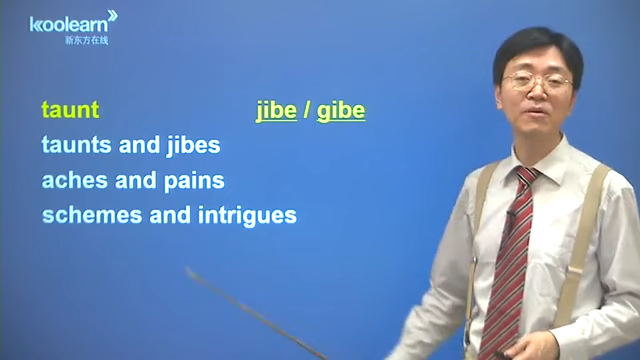 koolearn
新东方在线
taunt jibe / gibe
taunts and jibes
aches and pains
schemes and intrigues